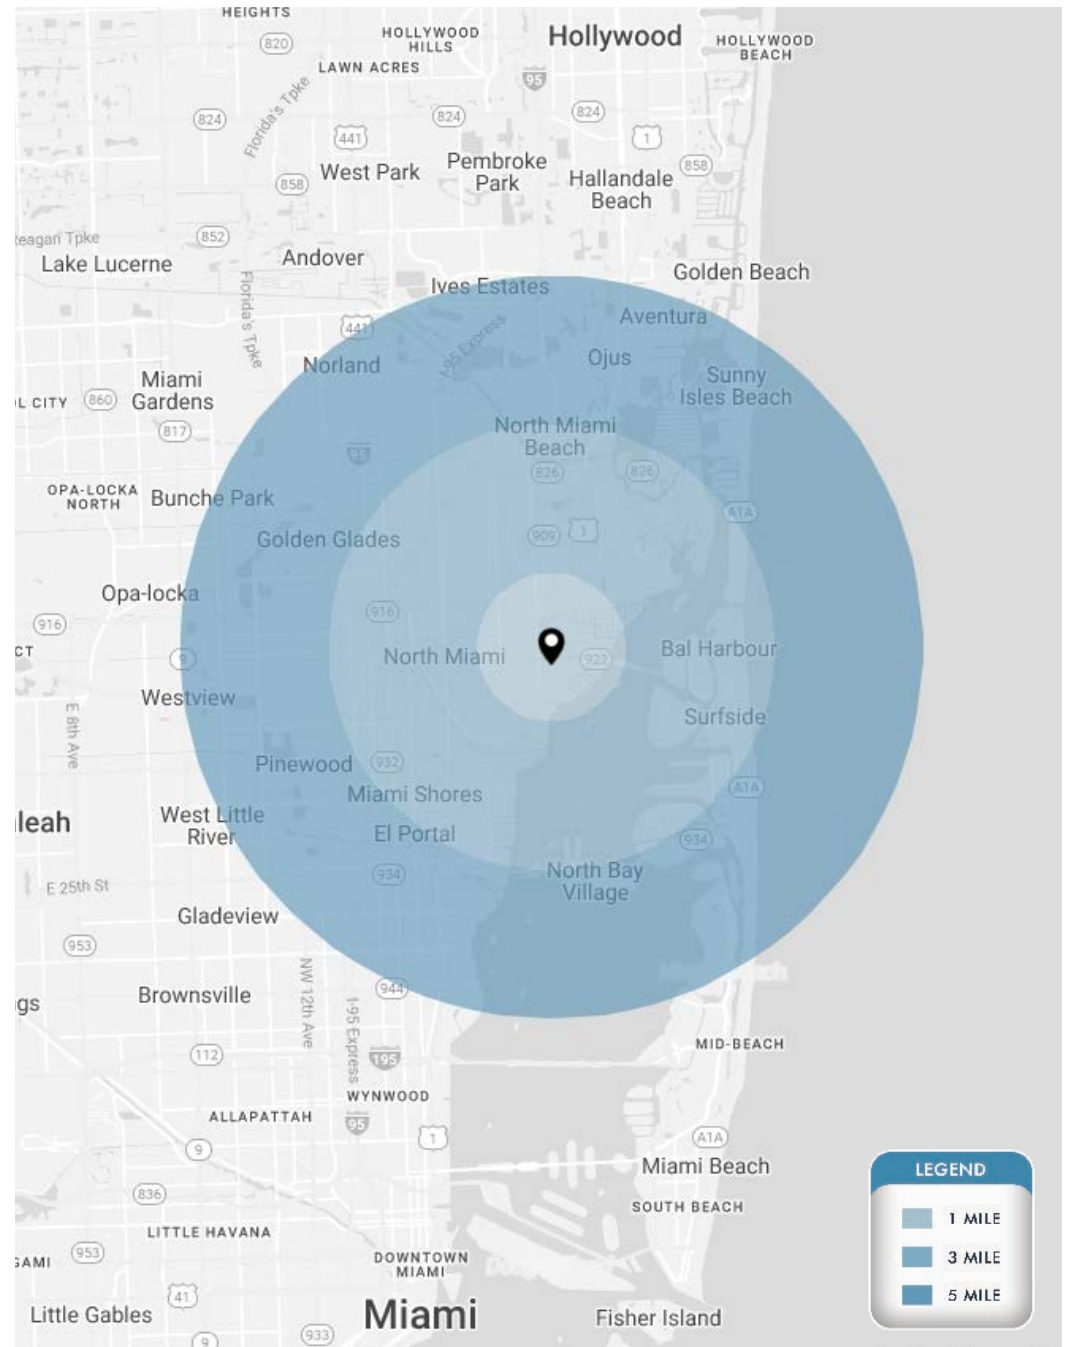 HEIGHTS
HOLLYWOOD
HILLS
Hollywood
HOLLYWOOD
BEACH
820
LAWN ACRES
95
Florida's Tpke
824
441
824
824
1
West Park
Pembroke
Park
858
858
Hallandale
Beach
852
Reagan Tpke
Lake Lucerne
Andover
Golden Beach
Ives Estates
Florida's Tpke
441
I-95 Express
Aventura
Norland
Ojus
Miami
Gardens
Sunny
Isles Beach
OL CITY
860
817
North Miami
Beach
95
826
826
OPA-LOCKA
NORTH
Bunche Park
A1A
Golden Glades
909
1
Opa-locka
916
916
CT
9
North Miami
922
Bal Harbour
Westview
E 8th Ave
Surfside
Pinewood
932
Miami Shores
A1A
West Little
River
aleah
El Portal
934
934
North Bay
Village
E 25th St
Gladeview
953
NW 12th Ave
944
Brownsville
ngs
I-95 Express
112
195
MID-BEACH
WYNWOOD
ALLAPATTAH
95
1
A1A
9
Miami Beach
836
SOUTH BEACH
LITTLE HAVANA
953
GAMI
DOWNTOWN
MIAMI
41
Little Gables
Miami
Fisher Island
933
9
LEGEND
1 MILE
3 MILE
5 MILE